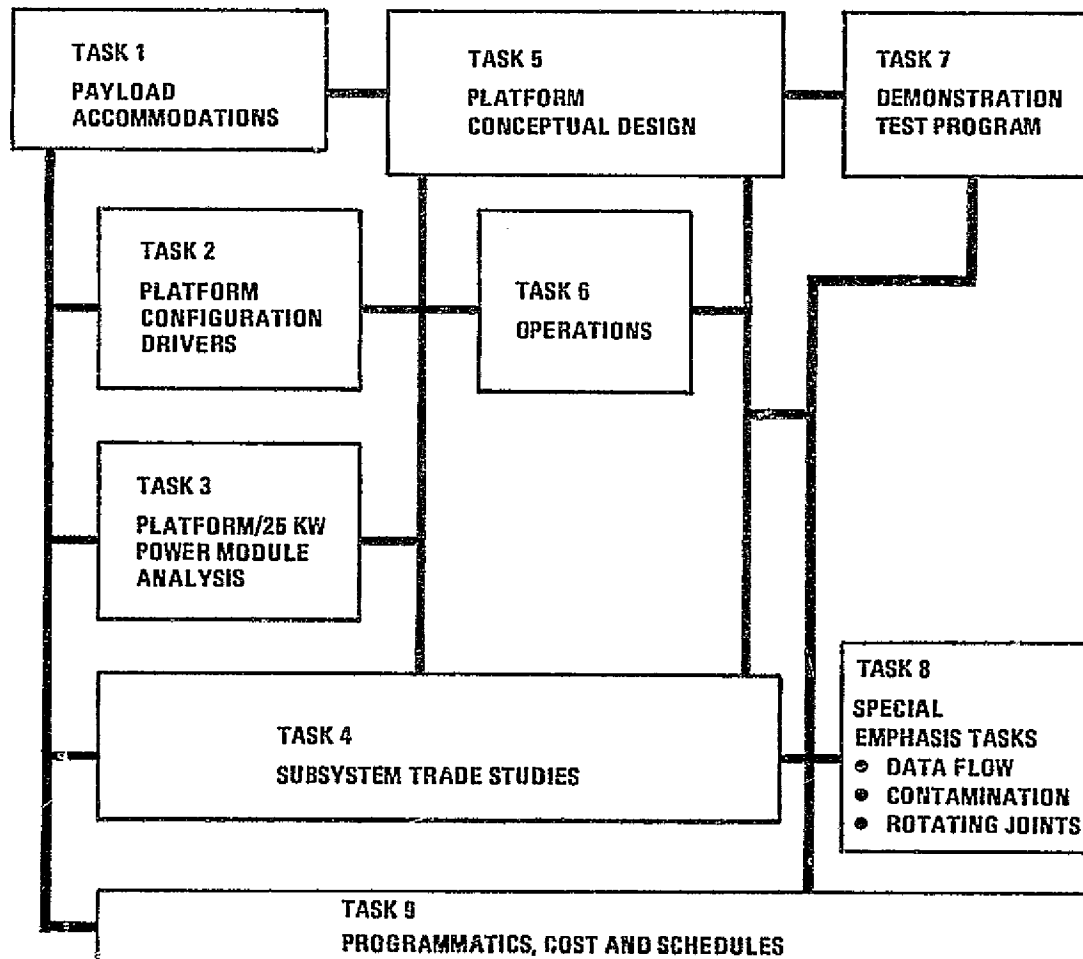 TASK 1
PAYLOAD
ACCOMMODATIONS
TASK 5
PLATFORM
CONCEPTUAL DESIGN
TASK 7
DEMONSTRATION
TEST PROGRAM
TASK 2
PLATFORM
CONFIGURATION
DRIVERS
TASK 6
OPERATIONS
TASK 3
PLATFORM/25 KW
POWER MODULE
ANALYSIS
TASK 4
SUBSYSTEM TRADE STUDIES
TASK 8
SPECIAL
EMPHASIS TASKS
● DATA FLOW
● CONTAMINATION
● ROTATING JOINTS
TASK 9
PROGRAMMATICS, COST AND SCHEDULES